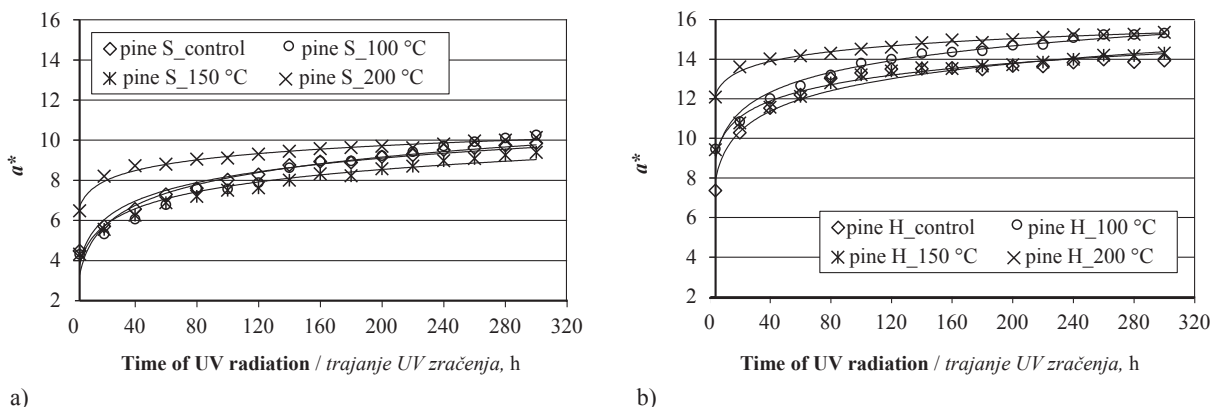 16
14
12
10
8
6
4
2
a*
pine S_control
pine S_100 °C
pine S_150 °C
pine S_200 °C
0 40 80 120 160 200 240 280 320
Time of UV radiation / trajanje UV zračenja, h
a)
16
14
12
10
8
6
4
2
a*
pine H_control
pine H_100 °C
pine H_150 °C
pine H_200 °C
0 40 80 120 160 200 240 280 320
Time of UV radiation / trajanje UV zračenja, h
b)